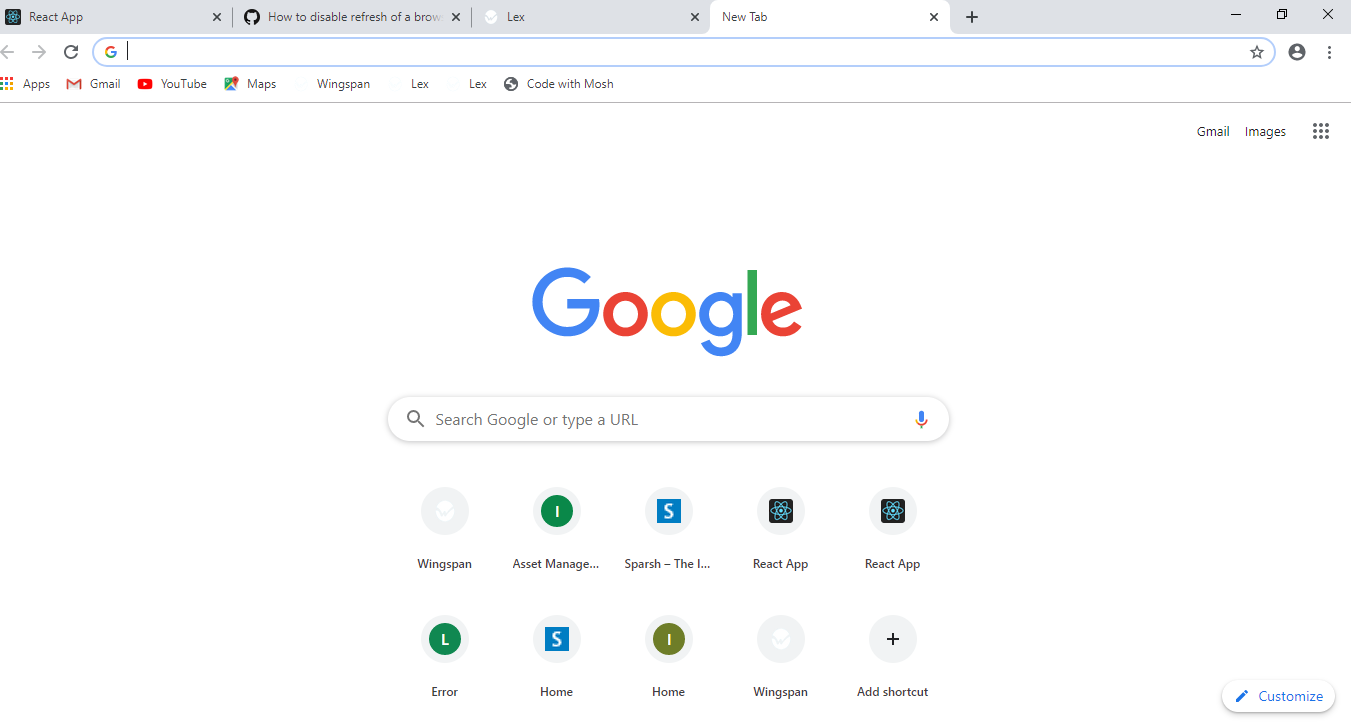 React App
How to disable refresh of a brow
Lex
New Tab
Apps Gmail YouTube Maps Wingspan Lex Lex Code with Mosh
Gmail Images
Google
Search Google or type a URL
Wingspan I Asset Manage... S Sparsh – The I... React App React App
L Error S Home I Home Wingspan Add shortcut
Customize